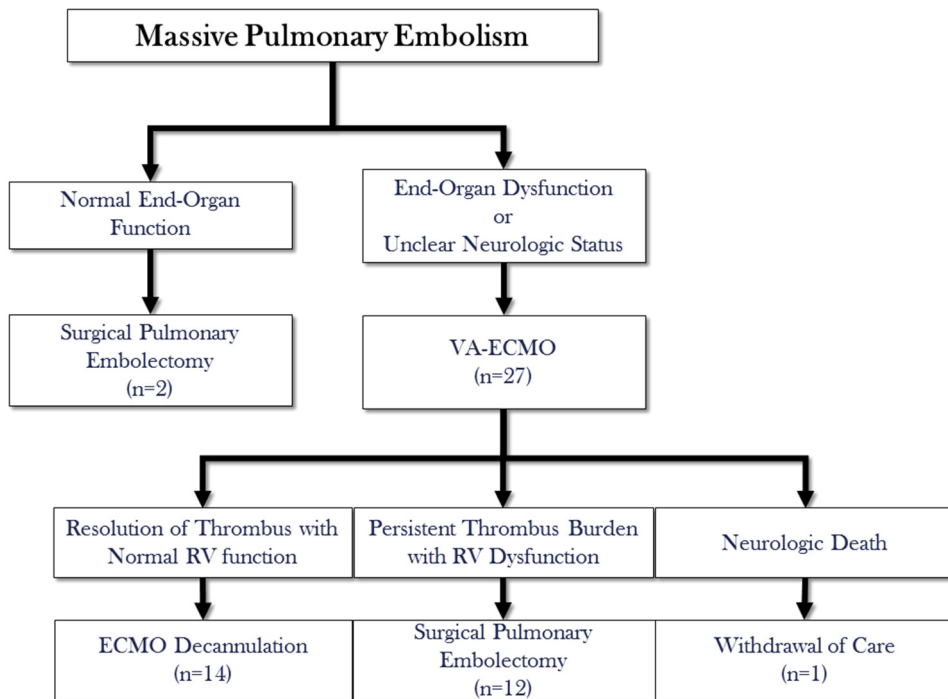 Massive Pulmonary Embolism
Normal End-Organ
Function
End-Organ Dysfunction
or
Unclear Neurologic Status
Surgical Pulmonary
Embolectomy
(n=2)
VA-ECMO
(n=27)
Resolution of Thrombus with
Normal RV function
Persistent Thrombus Burden
with RV Dysfunction
Neurologic Death
ECMO Decannulation
(n=14)
Surgical Pulmonary
Embolectomy
(n=12)
Withdrawal of Care
(n=1)